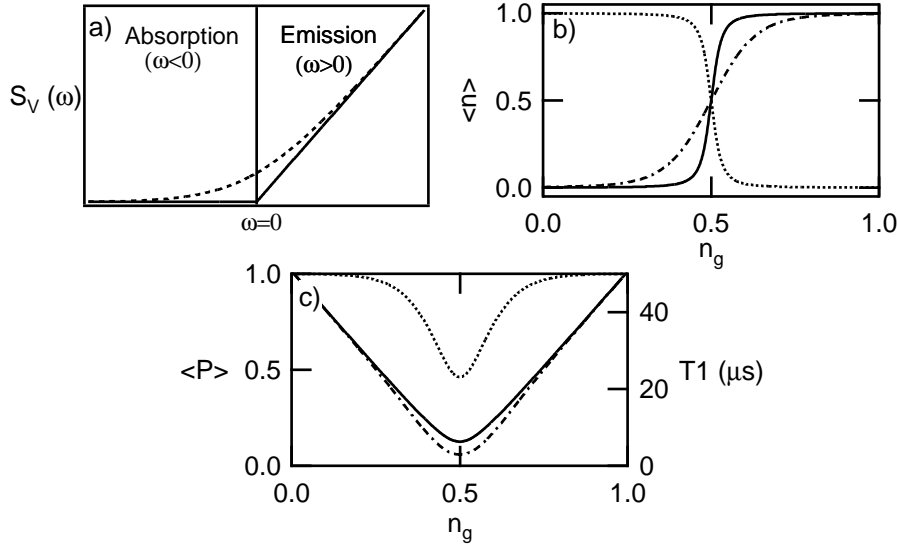 a)
Absorption
(ω<0)
Emission
(ω>0)
S_V (ω)
ω=0
b)
1.0
0.5
0.0
<n>
0.0 0.5 1.0
n_g
c)
1.0
0.5
0.0
<P>
40
20
0
T1 (μs)
0.0 0.5 1.0
n_g